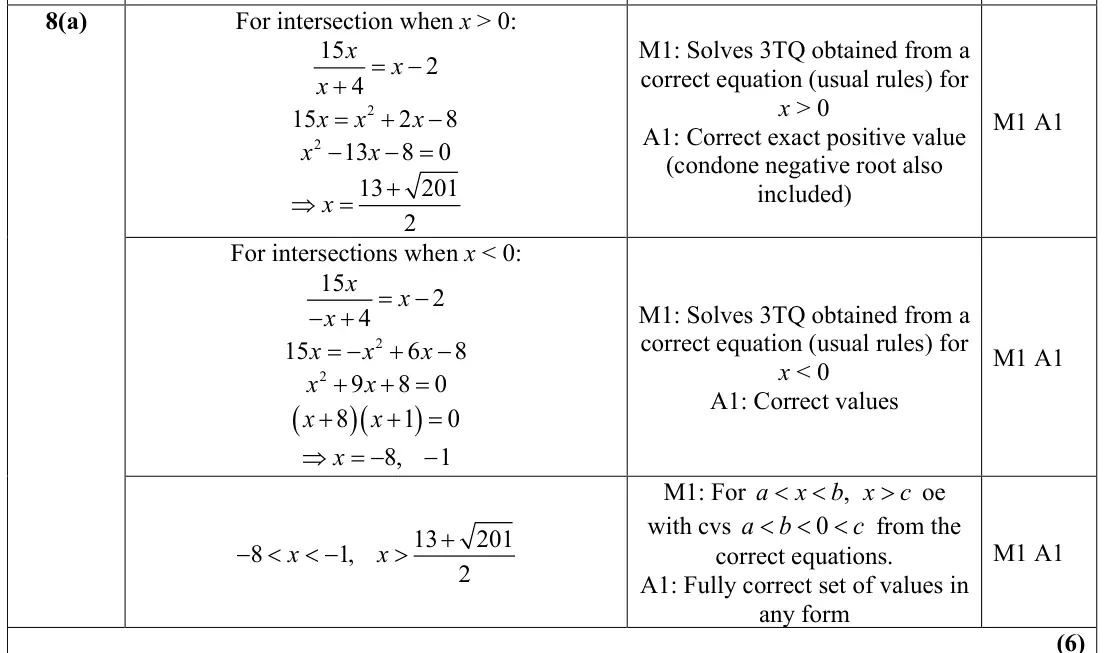 8(a)
For intersection when x > 0:
15x/(x + 4) = x − 2
15x = x² + 2x − 8
x² − 13x − 8 = 0
⇒ x = (13 + √201)/2
M1: Solves 3TQ obtained from a
correct equation (usual rules) for
x > 0
A1: Correct exact positive value
(condone negative root also
included)
M1 A1
For intersections when x < 0:
15x/(−x + 4) = x − 2
15x = −x² + 6x − 8
x² + 9x + 8 = 0
(x + 8)(x + 1) = 0
⇒ x = −8, −1
M1: Solves 3TQ obtained from a
correct equation (usual rules) for
x < 0
A1: Correct values
M1 A1
−8 < x < −1, x > (13 + √201)/2
M1: For a < x < b, x > c oe
with cvs a < b < 0 < c from the
correct equations.
A1: Fully correct set of values in
any form
M1 A1
(6)